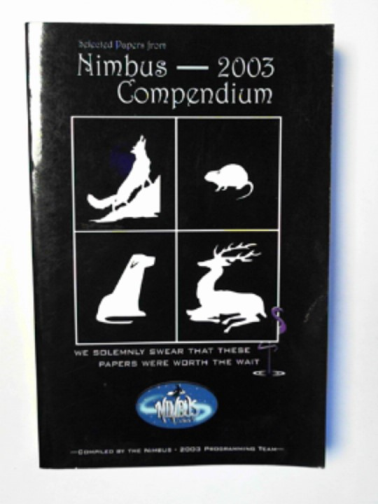 Selected Papers from
Nimbus — 2003
Compendium
WE SOLEMNLY SWEAR THAT THESE
PAPERS WERE WORTH THE WAIT
NIMBUS
—COMPILED BY THE NIMBUS - 2003 PROGRAMMING TEAM—